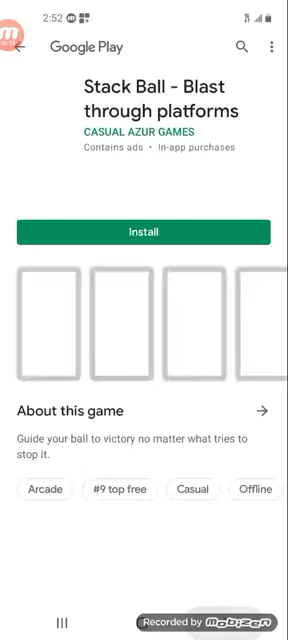 2:52
Google Play
Stack Ball - Blast
through platforms
CASUAL AZUR GAMES
Contains ads • In-app purchases
Install
About this game
Guide your ball to victory no matter what tries to
stop it.
Arcade
#9 top free
Casual
Offline
Recorded by mobizen